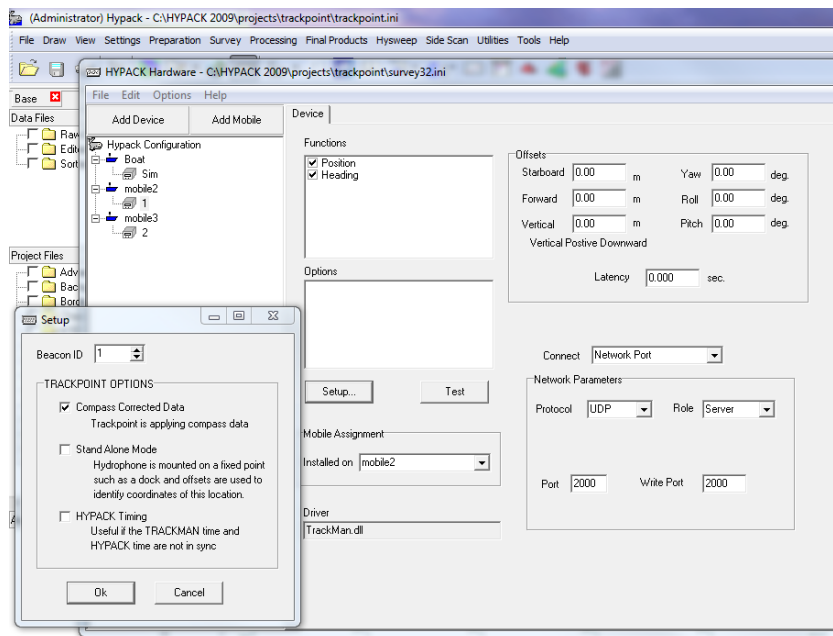 (Administrator) Hypack - C:\HYPACK 2009\projects\trackpoint\trackpoint.ini
File Draw View Settings Preparation Survey Processing Final Products Hysweep Side Scan Utilities Tools Help
HYPACK Hardware - C:\HYPACK 2009\projects\trackpoint\survey32.ini
File Edit Options Help
Base
Data Files
Raw
Edite
Sort
Project Files
Adv
Bac
Bord
Add Device Add Mobile
Hypack Configuration
Boat
Sim
mobile2
1
mobile3
2
Device
Functions
Position
Heading
Options
Setup... Test
Mobile Assignment
Installed on mobile2
Driver
TrackMan.dll
Offsets
Starboard 0.00 m Yaw 0.00 deg.
Forward 0.00 m Roll 0.00 deg.
Vertical 0.00 m Pitch 0.00 deg.
Vertical Postive Downward
Latency 0.000 sec.
Connect Network Port
Network Parameters
Protocol UDP Role Server
Port 2000 Write Port 2000
Setup
Beacon ID 1
TRACKPOINT OPTIONS
Compass Corrected Data
Trackpoint is applying compass data
Stand Alone Mode
Hydrophone is mounted on a fixed point
such as a dock and offsets are used to
identify coordinates of this location.
HYPACK Timing
Useful if the TRACKMAN time and
HYPACK time are not in sync
Ok Cancel